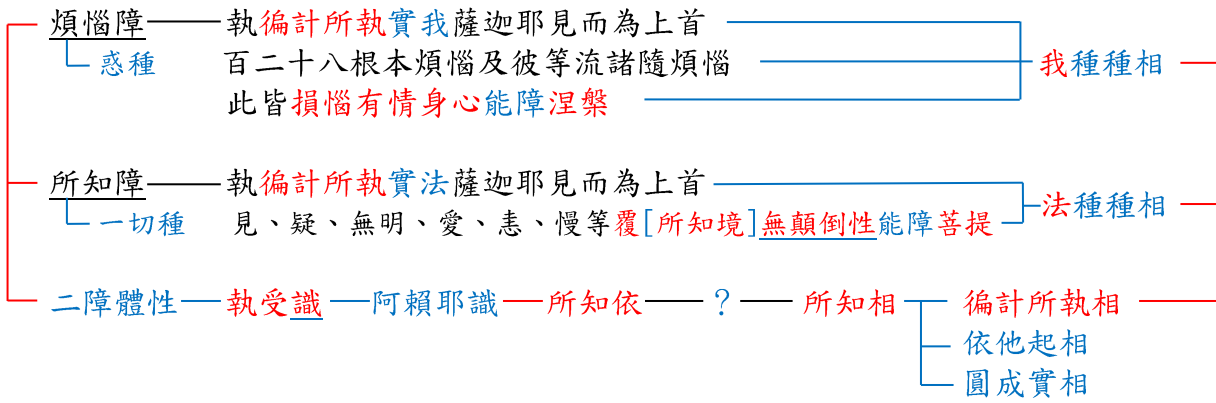 煩惱障 執徧計所執實我薩迦耶見而為上首
惑種 百二十八根本煩惱及彼等流諸隨煩惱 我種種相
此皆損惱有情身心能障涅槃
所知障 執徧計所執實法薩迦耶見而為上首
一切種 見、疑、無明、愛、恚、慢等覆[所知境]無顛倒性能障菩提 法種種相
二障體性 執受識 阿賴耶識 所知依 ? 所知相 徧計所執相
依他起相
圓成實相